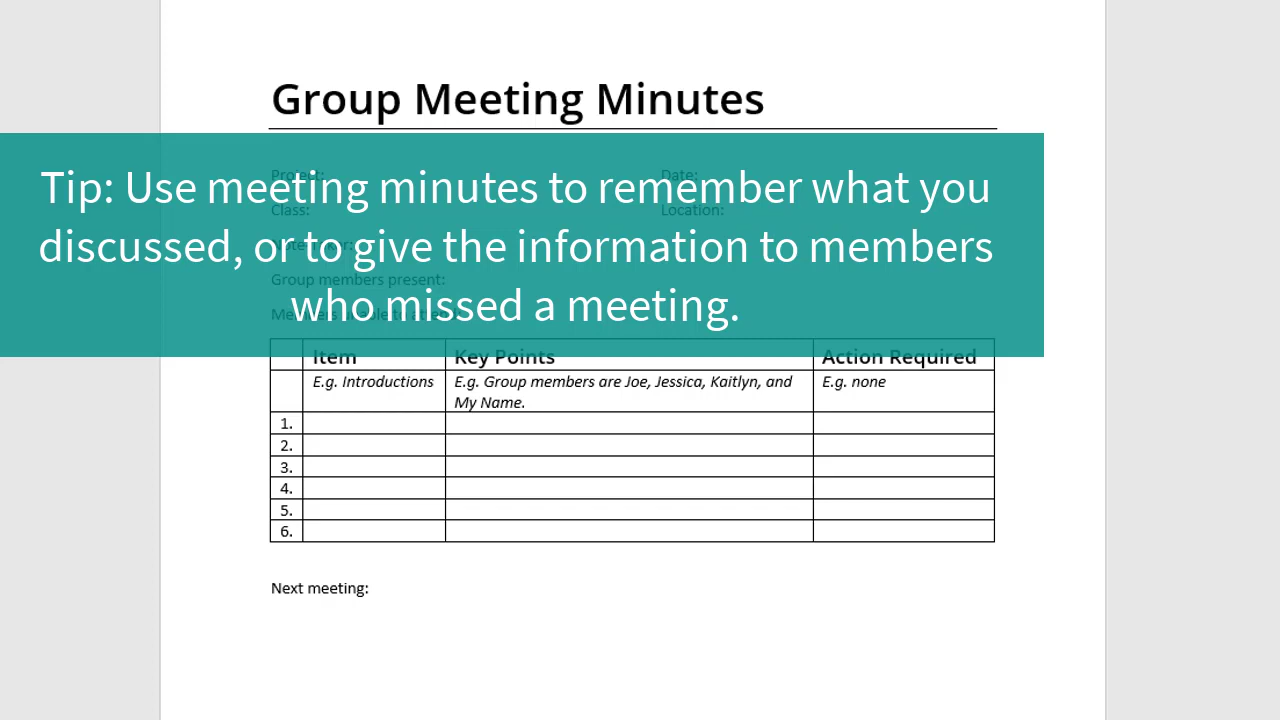 Group Meeting Minutes
Tip: Use meeting minutes to remember what you
discussed, or to give the information to members
who missed a meeting.
Project: Date:
Class: Location:
Group members present:
Item Key Points Action Required
E.g. Introductions E.g. Group members are Joe, Jessica, Kaitlyn, and E.g. none
My Name.
1.
2.
3.
4.
5.
6.
Next meeting: